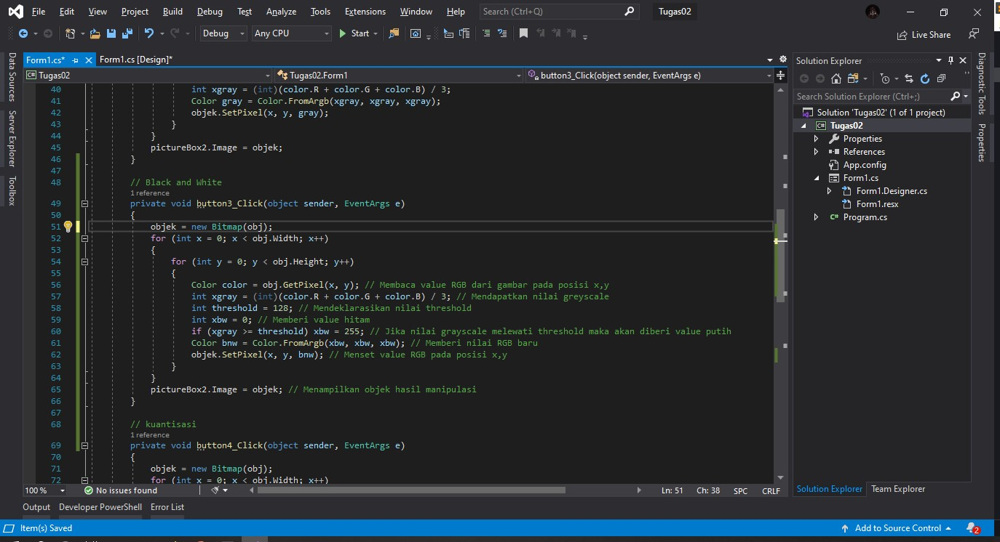 File Edit View Project Build Debug Test Analyze Tools Extensions Window Help Search (Ctrl+Q) Tugas02
Debug Any CPU Start Live Share
Form1.cs* Form1.cs [Design]*
Tugas02 Tugas02.Form1 button3_Click(object sender, EventArgs e)
Data Sources
Server Explorer
Toolbox
40 int xgray = (int)(color.R + color.G + color.B) / 3;
41 Color gray = Color.FromArgb(xgray, xgray, xgray);
42 objek.SetPixel(x, y, gray);
43 }
44 }
45 pictureBox2.Image = objek;
46 }
47
48 // Black and White
1 reference
49 private void button3_Click(object sender, EventArgs e)
50 {
51 objek = new Bitmap(obj);
52 for (int x = 0; x < obj.Width; x++)
53 {
54 for (int y = 0; y < obj.Height; y++)
55 {
56 Color color = obj.GetPixel(x, y); // Membaca value RGB dari gambar pada posisi x,y
57 int xgray = (int)(color.R + color.G + color.B) / 3; // Mendapatkan nilai greyscale
58 int threshold = 128; // Mendeklarasikan nilai threshold
59 int xbw = 0; // Memberi value hitam
60 if (xgray >= threshold) xbw = 255; // Jika nilai grayscale melewati threshold maka akan diberi value putih
61 Color bnw = Color.FromArgb(xbw, xbw, xbw); // Memberi nilai RGB baru
62 objek.SetPixel(x, y, bnw); // Menset value RGB pada posisi x,y
63 }
64 }
65 pictureBox2.Image = objek; // Menampilkan objek hasil manipulasi
66 }
67
68 // kuantisasi
1 reference
69 private void button4_Click(object sender, EventArgs e)
70 {
71 objek = new Bitmap(obj);
72 for (int x = 0; x < obj.Width; x++)
100 % No issues found Ln: 51 Ch: 38 SPC CRLF
Solution Explorer
Search Solution Explorer (Ctrl+;)
Solution 'Tugas02' (1 of 1 project)
C# Tugas02
Properties
References
App.config
Form1.cs
Form1.Designer.cs
Form1.resx
C# Program.cs
Solution Explorer Team Explorer
Diagnostic Tools
Properties
Output Developer PowerShell Error List
Item(s) Saved Add to Source Control 2